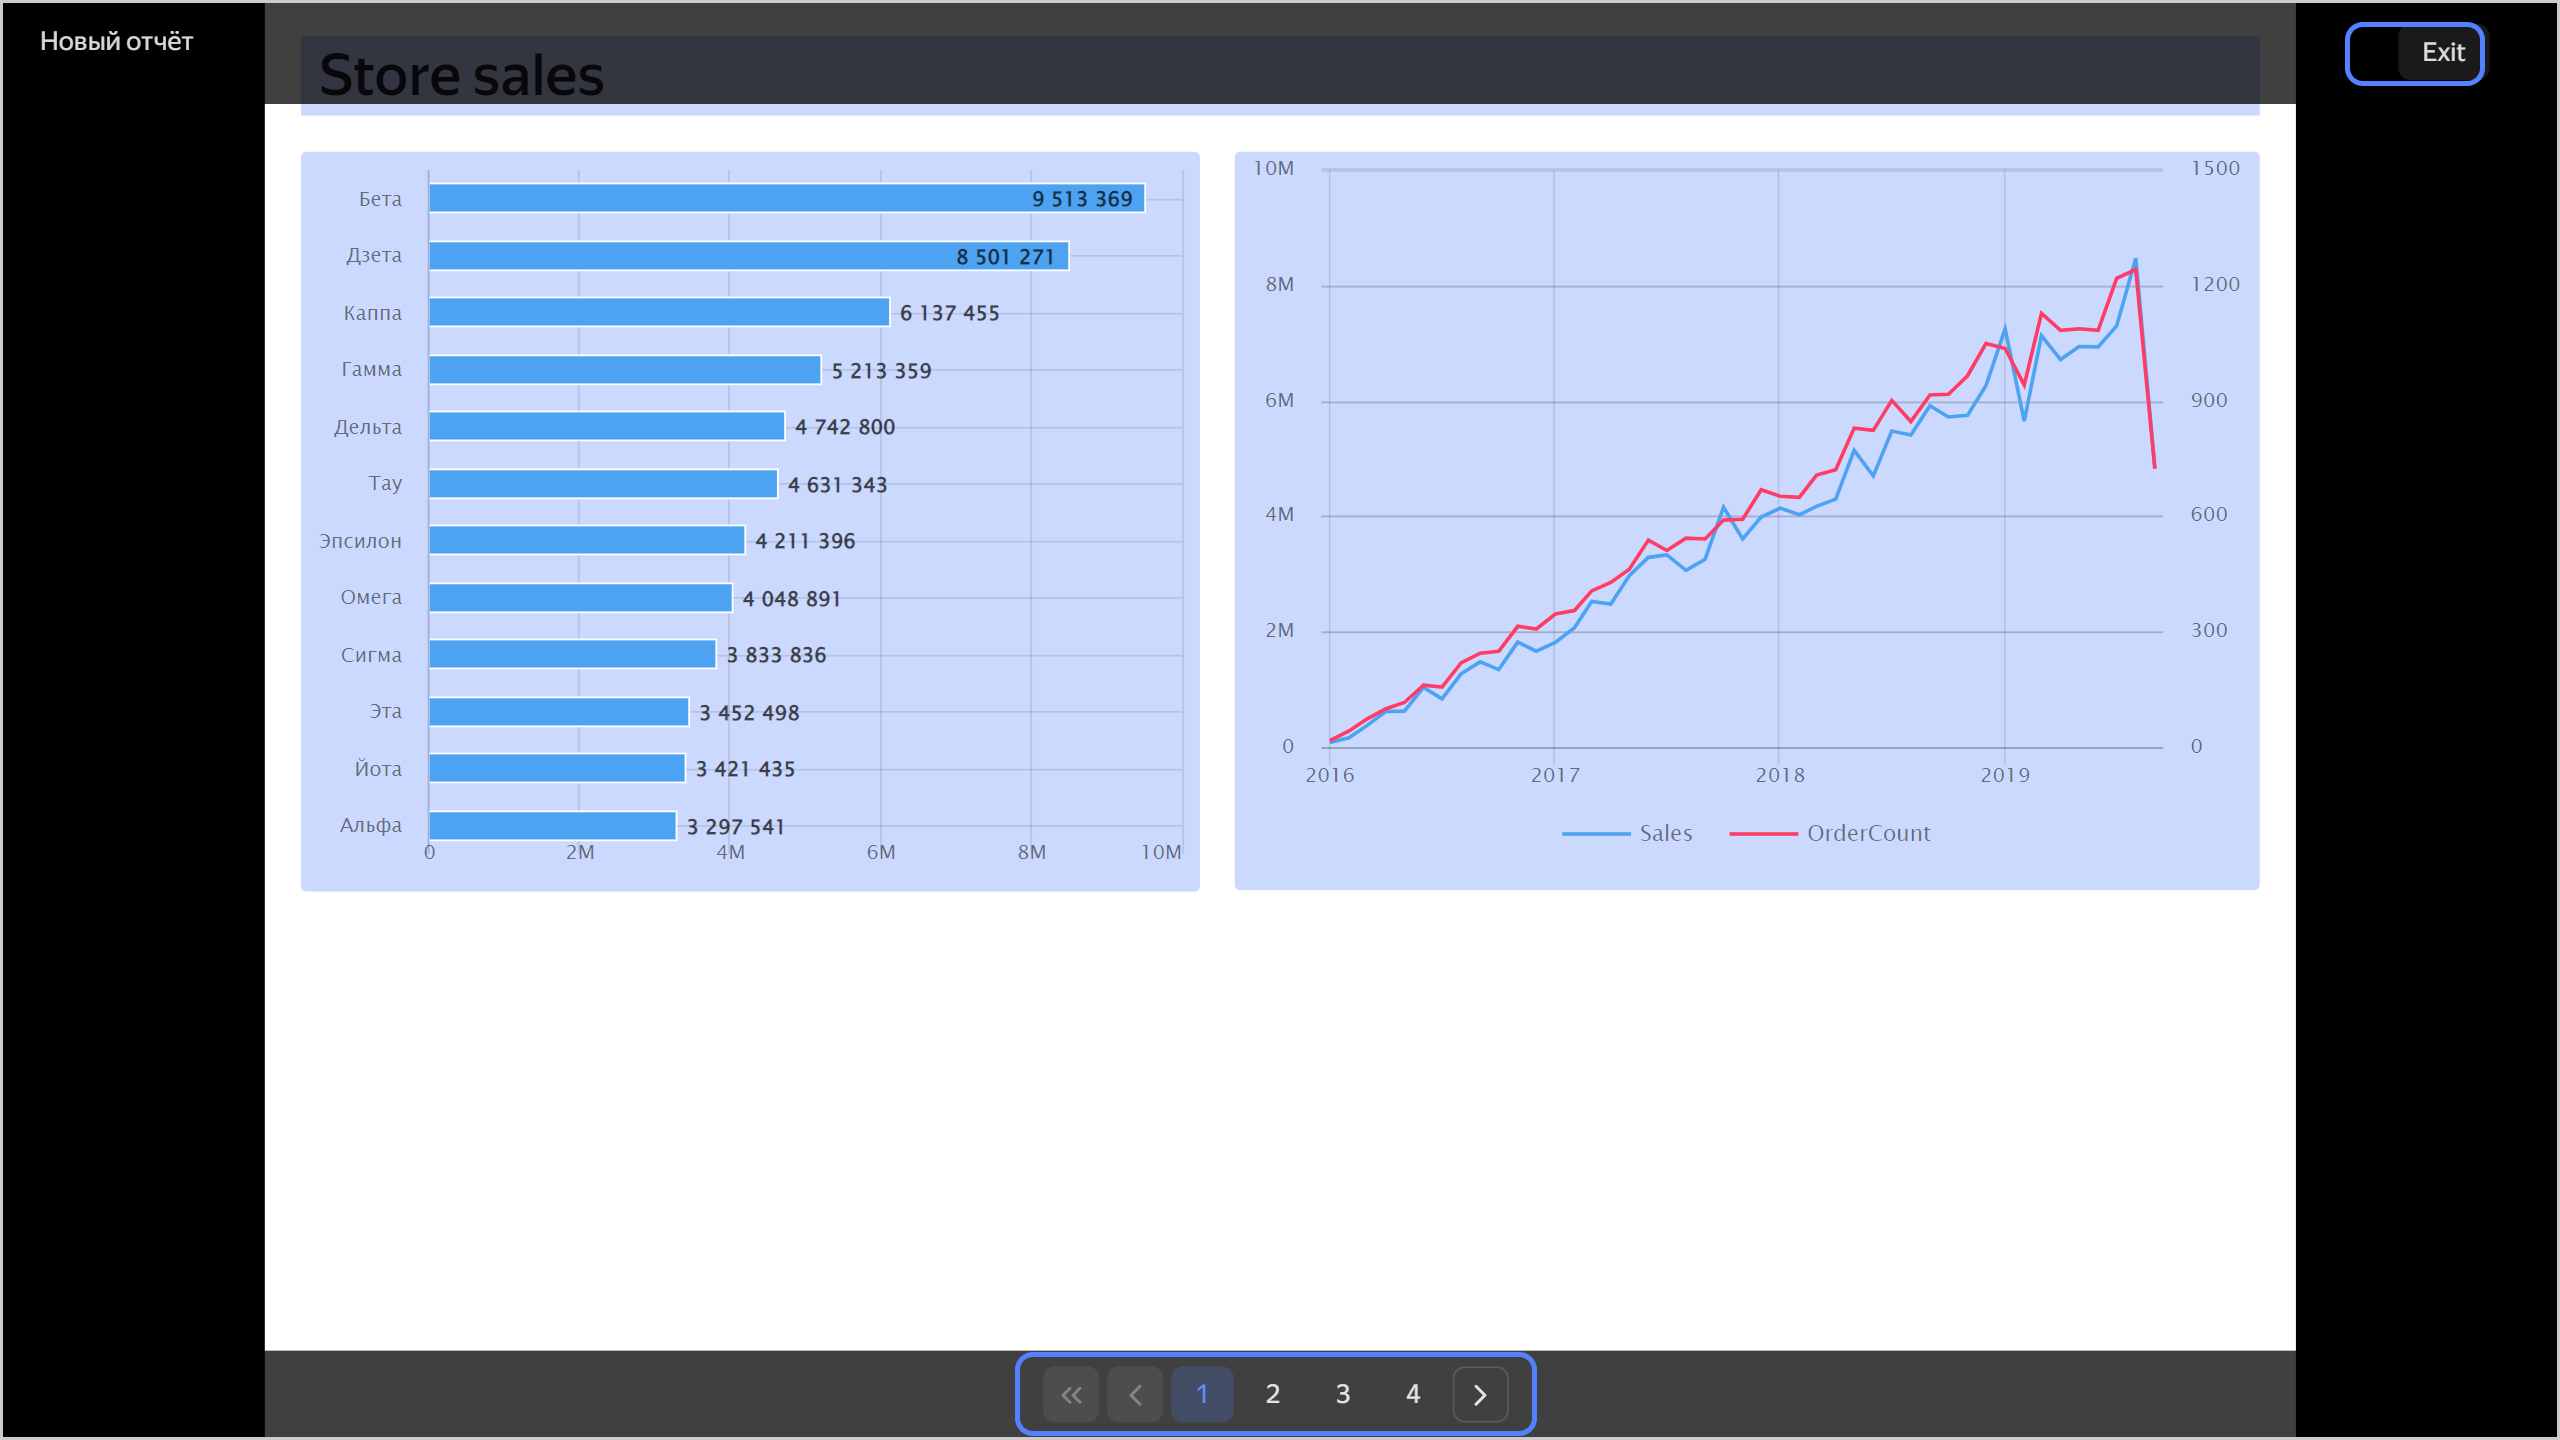 Новый отчёт
Exit
Store sales
Бета 9 513 369
Дзета 8 501 271
Каппа 6 137 455
Гамма 5 213 359
Дельта 4 742 800
Тау 4 631 343
Эпсилон 4 211 396
Омега 4 048 891
Сигма 3 833 836
Эта 3 452 498
Йота 3 421 435
Альфа 3 297 541
0 2M 4M 6M 8M 10M
10M 1500
8M 1200
6M 900
4M 600
2M 300
0 0
2016 2017 2018 2019
Sales OrderCount
1 2 3 4